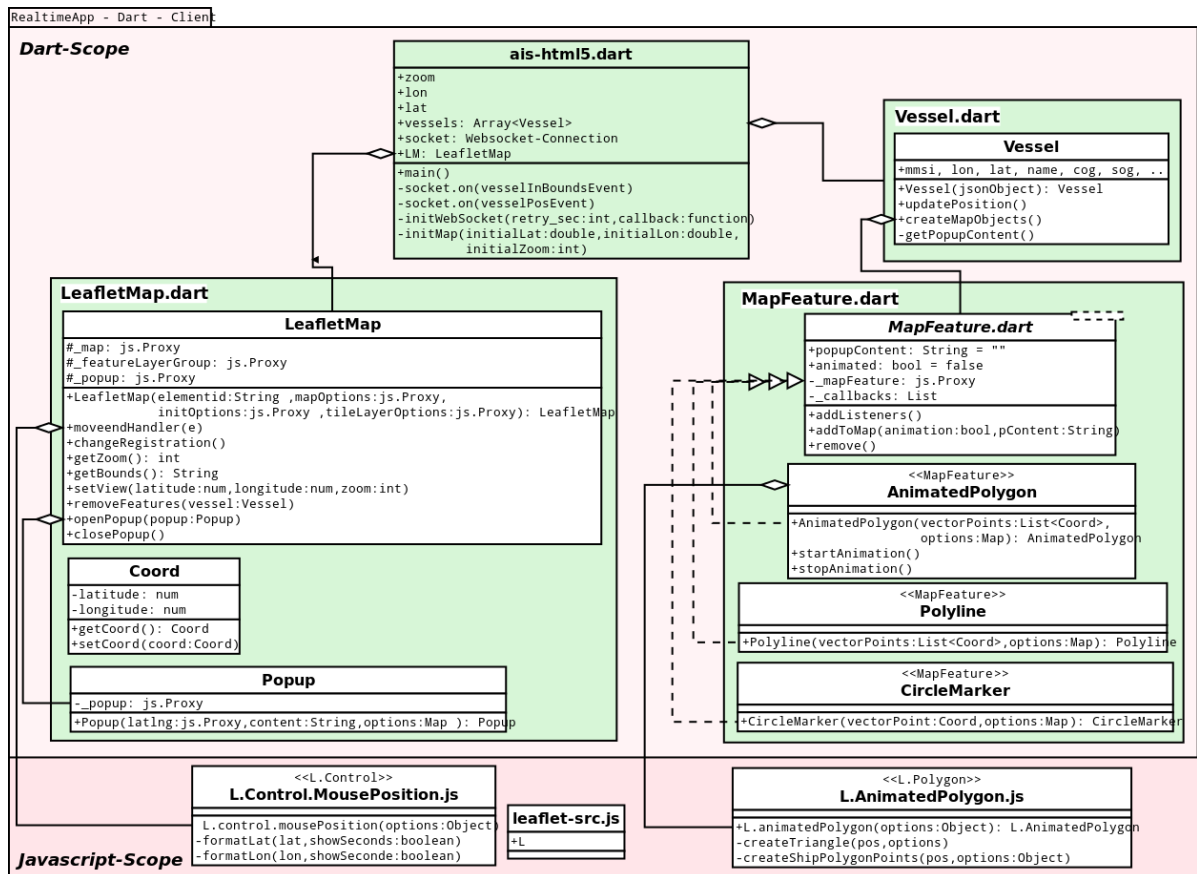 RealtimeApp - Dart - Client
Dart-Scope
ais-html5.dart
+zoom
+lon
+lat
+vessels: Array<Vessel>
+socket: Websocket-Connection
+LM: LeafletMap
+main()
-socket.on(vesselInBoundsEvent)
-socket.on(vesselPosEvent)
-initWebSocket(retry_sec:int,callback:function)
-initMap(initialLat:double,initialLon:double,
initialZoom:int)
Vessel.dart
Vessel
+mmsi, lon, lat, name, cog, sog, ..
+Vessel(jsonObject): Vessel
+updatePosition()
+createMapObjects()
-getPopupContent()
LeafletMap.dart
LeafletMap
#_map: js.Proxy
#_featureLayerGroup: js.Proxy
#_popup: js.Proxy
+LeafletMap(elementid:String ,mapOptions:js.Proxy,
initOptions:js.Proxy ,tileLayerOptions:js.Proxy): LeafletMap
+moveendHandler(e)
+changeRegistration()
+getZoom(): int
+getBounds(): String
+setView(latitude:num,longitude:num,zoom:int)
+removeFeatures(vessel:Vessel)
+openPopup(popup:Popup)
+closePopup()
Coord
-latitude: num
-longitude: num
+getCoord(): Coord
+setCoord(coord:Coord)
Popup
-_popup: js.Proxy
+Popup(latlng:js.Proxy,content:String,options:Map ): Popup
MapFeature.dart
MapFeature.dart
+popupContent: String = ""
+animated: bool = false
-_mapFeature: js.Proxy
-_callbacks: List
+addListeners()
+addToMap(animation:bool,pContent:String)
+remove()
<<MapFeature>>
AnimatedPolygon
+AnimatedPolygon(vectorPoints:List<Coord>,
options:Map): AnimatedPolygon
+startAnimation()
+stopAnimation()
<<MapFeature>>
Polyline
+Polyline(vectorPoints:List<Coord>,options:Map): Polyline
<<MapFeature>>
CircleMarker
+CircleMarker(vectorPoint:Coord,options:Map): CircleMarker
<<L.Control>>
L.Control.MousePosition.js
L.control.mousePosition(options:Object)
-formatLat(lat,showSeconds:boolean)
-formatLon(lon,showSeconde:boolean)
leaflet-src.js
+L
<<L.Polygon>>
L.AnimatedPolygon.js
+L.animatedPolygon(options:Object): L.AnimatedPolygon
-createTriangle(pos,options)
-createShipPolygonPoints(pos,options:Object)
Javascript-Scope